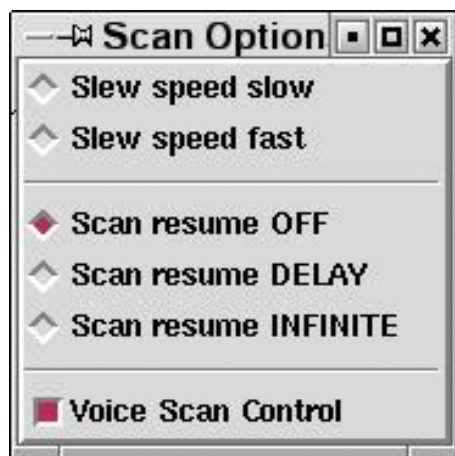 Scan Option
Slew speed slow
Slew speed fast
Scan resume OFF
Scan resume DELAY
Scan resume INFINITE
Voice Scan Control